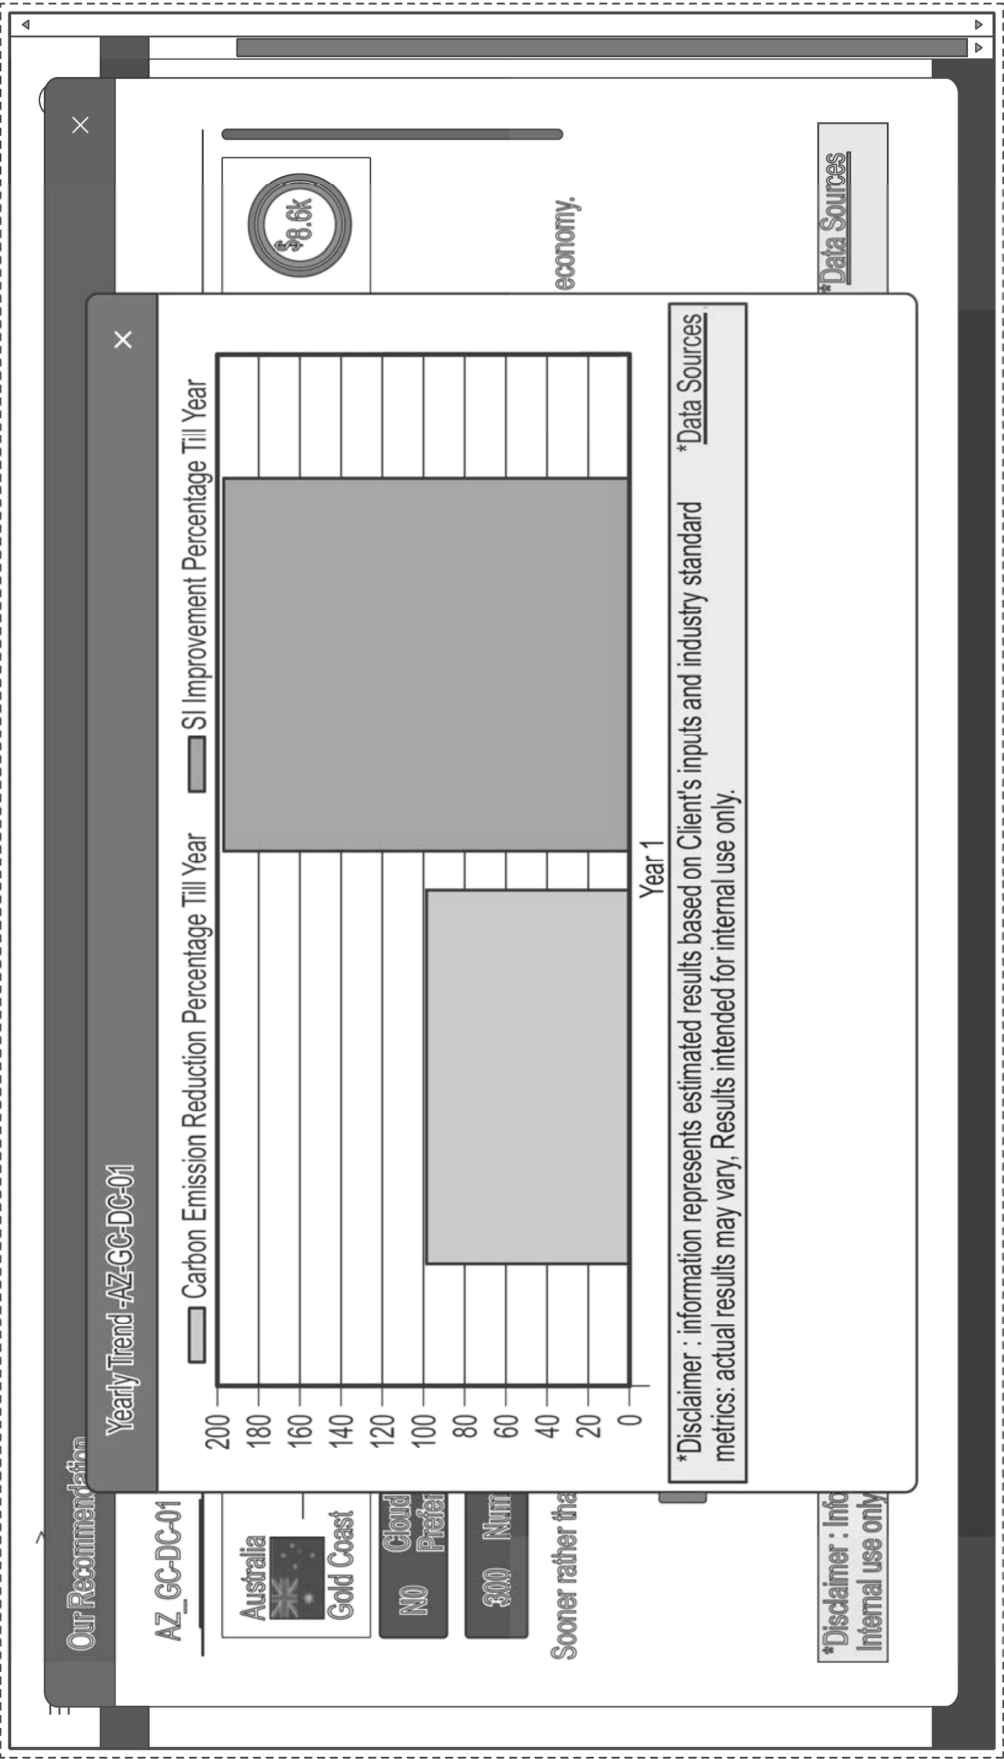 Our Recommendation
AZ_GC-DC-01
Australia
Gold Coast
$8.6k
NO
Cloud
Prefer
300
Num
Sooner rather tha
economy.
*Disclaimer : Info
Internal use only
*Data Sources
Yearly Trend -AZ-GC-DC-01
Carbon Emission Reduction Percentage Till Year
SI Improvement Percentage Till Year
200
180
160
140
120
100
80
60
40
20
0
Year 1
*Disclaimer : information represents estimated results based on Client's inputs and industry standard
metrics: actual results may vary, Results intended for internal use only.
*Data Sources